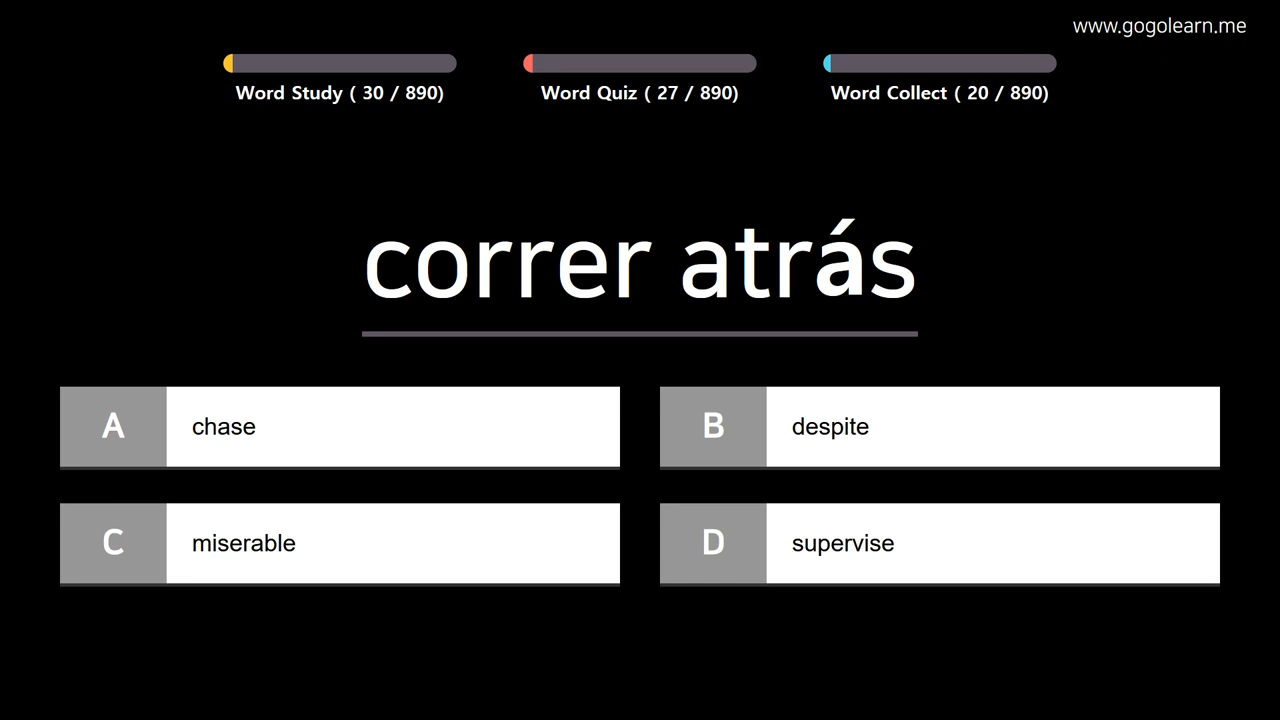 www.gogolearn.me
Word Study ( 30 / 890)
Word Quiz ( 27 / 890)
Word Collect ( 20 / 890)
correr atrás
A chase
B despite
C miserable
D supervise